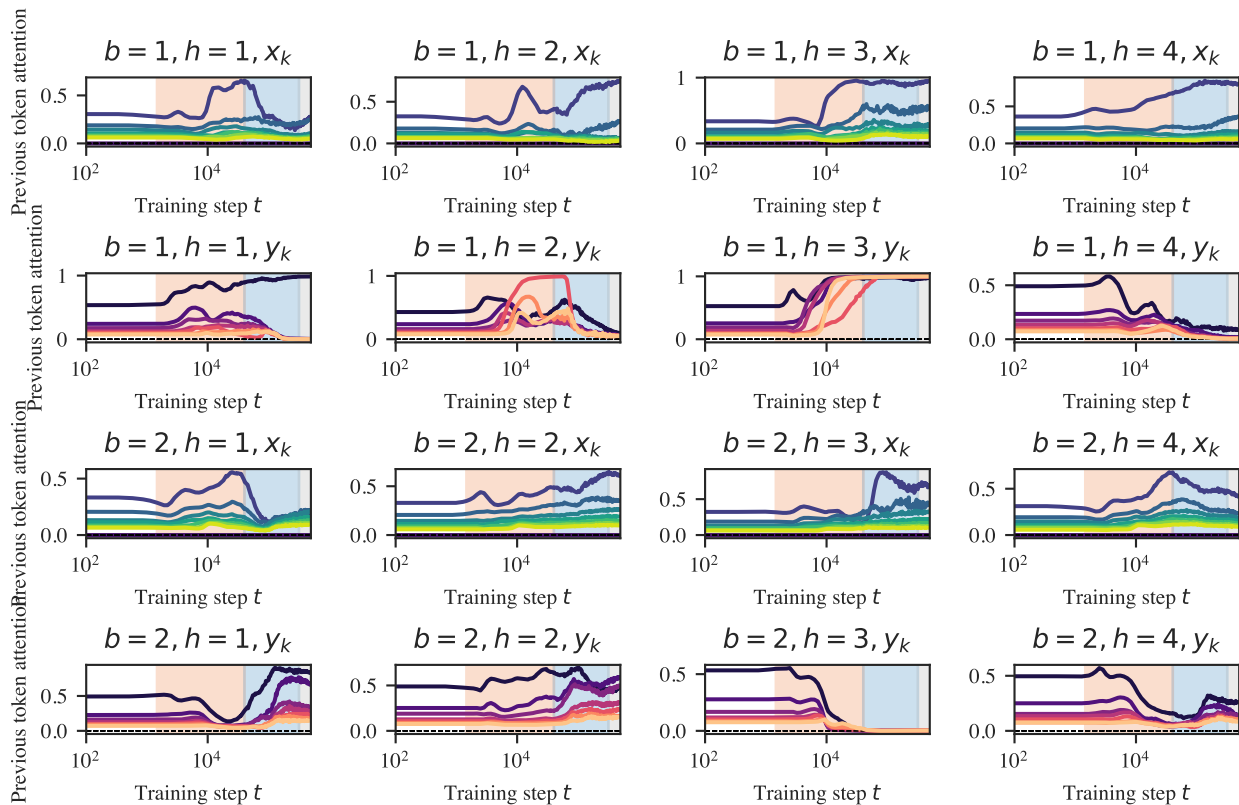 b = 1, h = 1, x_k b = 1, h = 2, x_k b = 1, h = 3, x_k b = 1, h = 4, x_k
Previous token attention
0.5 0.5 1 0.5
0.0 0.0 0 0.0
10^2 10^4 10^2 10^4 10^2 10^4 10^2 10^4
Training step t Training step t Training step t Training step t
b = 1, h = 1, y_k b = 1, h = 2, y_k b = 1, h = 3, y_k b = 1, h = 4, y_k
Previous token attention
1 1 1 0.5
0 0 0 0.0
10^2 10^4 10^2 10^4 10^2 10^4 10^2 10^4
Training step t Training step t Training step t Training step t
b = 2, h = 1, x_k b = 2, h = 2, x_k b = 2, h = 3, x_k b = 2, h = 4, x_k
Previous token attention
0.5 0.5 0.5 0.5
0.0 0.0 0.0 0.0
10^2 10^4 10^2 10^4 10^2 10^4 10^2 10^4
Training step t Training step t Training step t Training step t
b = 2, h = 1, y_k b = 2, h = 2, y_k b = 2, h = 3, y_k b = 2, h = 4, y_k
Previous token attention
0.5 0.5 0.5 0.5
0.0 0.0 0.0 0.0
10^2 10^4 10^2 10^4 10^2 10^4 10^2 10^4
Training step t Training step t Training step t Training step t